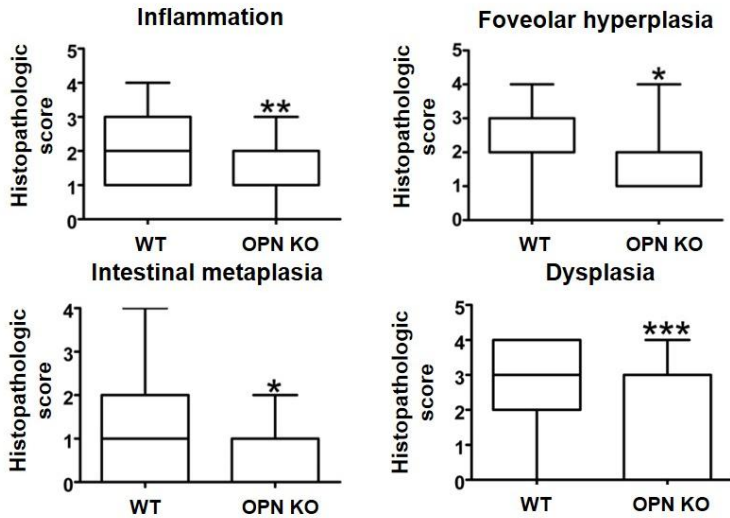 Inflammation
Histopathologic
score
5
4
3
2
1
0
**
WT OPN KO
Foveolar hyperplasia
Histopathologic
score
5
4
3
2
1
0
*
WT OPN KO
Intestinal metaplasia
Histopathologic
score
4
3
2
1
0
*
WT OPN KO
Dysplasia
Histopathologic
score
5
4
3
2
1
0
***
WT OPN KO